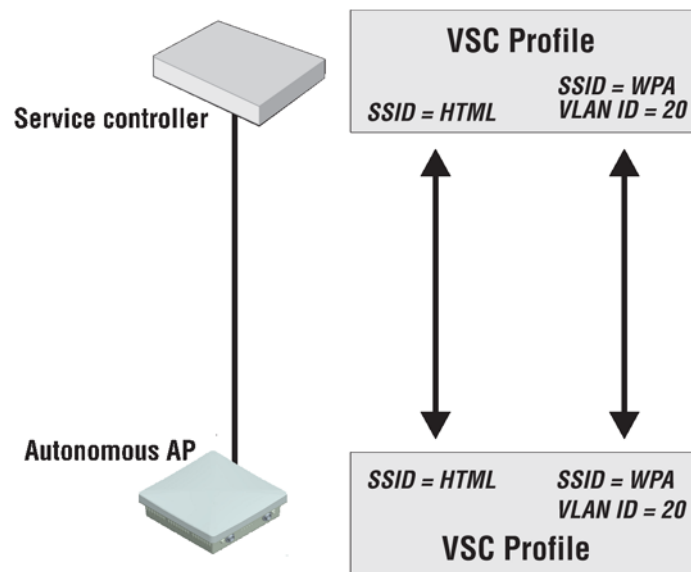 VSC Profile
Service controller
SSID = HTML
SSID = WPA
VLAN ID = 20
Autonomous AP
SSID = HTML
SSID = WPA
VLAN ID = 20
VSC Profile